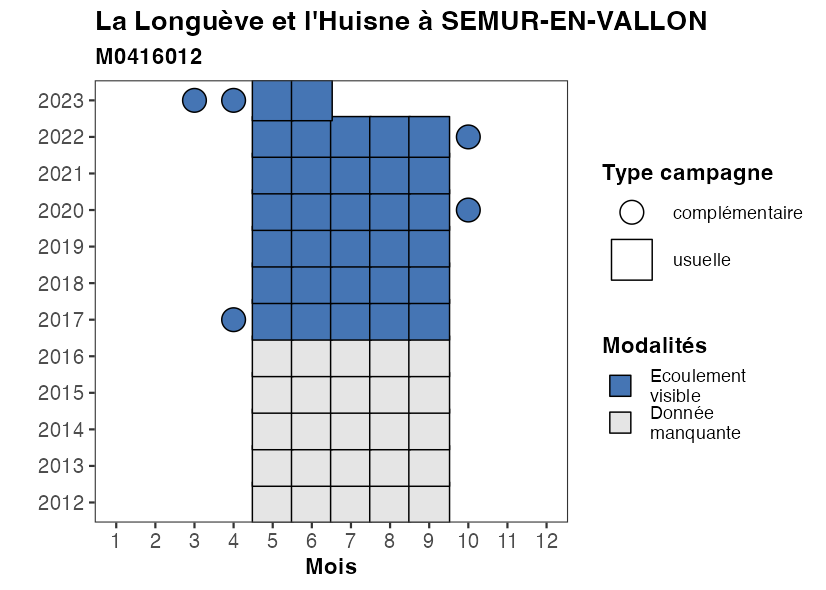 La Longuève et l'Huisne à SEMUR-EN-VALLON
M0416012
2023
2022
2021
2020
2019
2018
2017
2016
2015
2014
2013
2012
1 2 3 4 5 6 7 8 9 10 11 12
Mois
Type campagne
complémentaire
usuelle
Modalités
Ecoulement
visible
Donnée
manquante